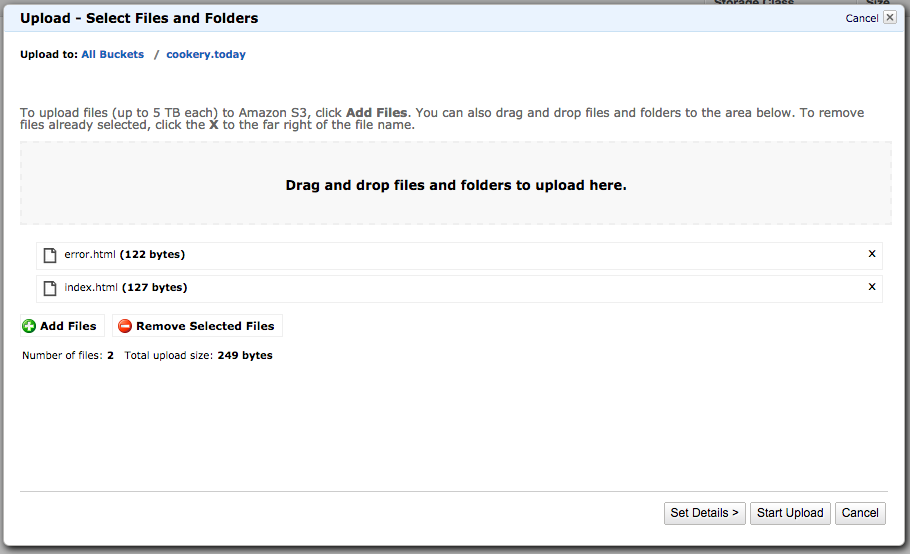 Storage Class Size
Upload - Select Files and Folders Cancel X
Upload to: All Buckets / cookery.today
To upload files (up to 5 TB each) to Amazon S3, click Add Files. You can also drag and drop files and folders to the area below. To remove
files already selected, click the X to the far right of the file name.
Drag and drop files and folders to upload here.
error.html (122 bytes) X
index.html (127 bytes) X
Add Files Remove Selected Files
Number of files: 2 Total upload size: 249 bytes
Set Details > Start Upload Cancel